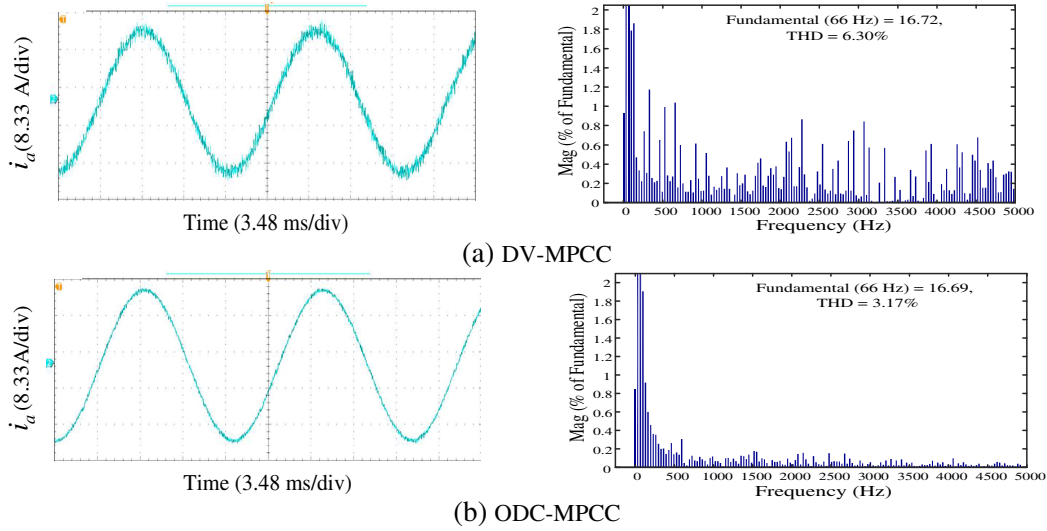 i_a(8.33 A/div)
Time (3.48 ms/div)
Mag (% of Fundamental)
2
1.8
1.6
1.4
1.2
1
0.8
0.6
0.4
0.2
0
Fundamental (66 Hz) = 16.72,
THD = 6.30%
0 500 1000 1500 2000 2500 3000 3500 4000 4500 5000
Frequency (Hz)
(a) DV-MPCC
i_a(8.33A/div)
Time (3.48 ms/div)
Mag (% of Fundamental)
2
1.8
1.6
1.4
1.2
1
0.8
0.6
0.4
0.2
0
Fundamental (66 Hz) = 16.69,
THD = 3.17%
0 500 1000 1500 2000 2500 3000 3500 4000 4500 5000
Frequency (Hz)
(b) ODC-MPCC